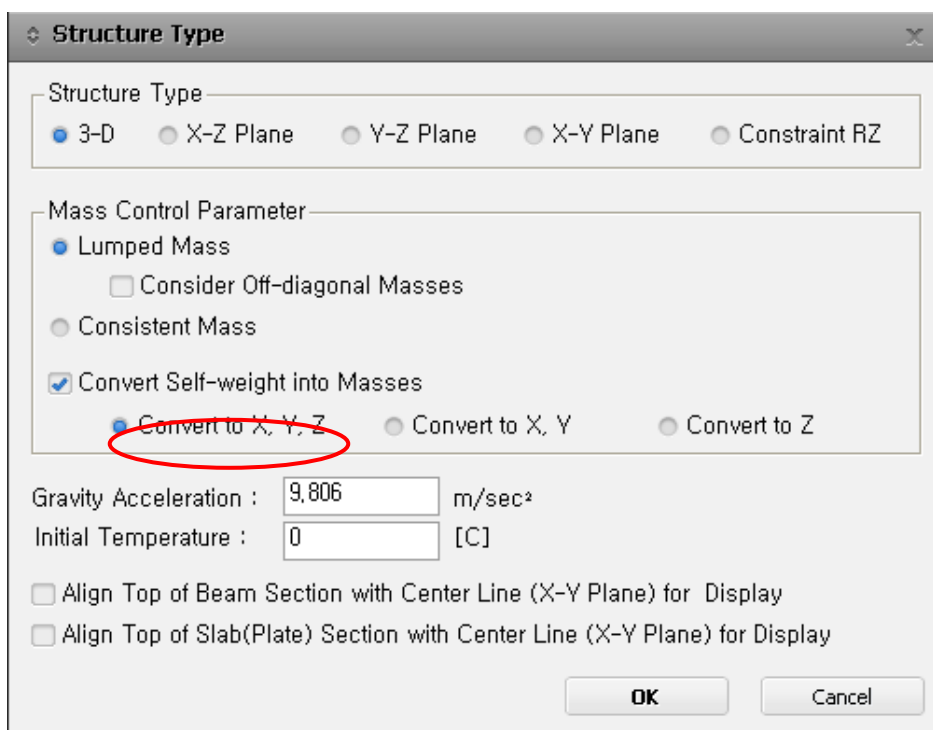 Structure Type
Structure Type
3-D X-Z Plane Y-Z Plane X-Y Plane Constraint RZ
Mass Control Parameter
Lumped Mass
Consider Off-diagonal Masses
Consistent Mass
Convert Self-weight into Masses
Convert to X, Y, Z Convert to X, Y Convert to Z
Gravity Acceleration : 9,806 m/sec²
Initial Temperature : 0 [C]
Align Top of Beam Section with Center Line (X-Y Plane) for Display
Align Top of Slab(Plate) Section with Center Line (X-Y Plane) for Display
OK Cancel